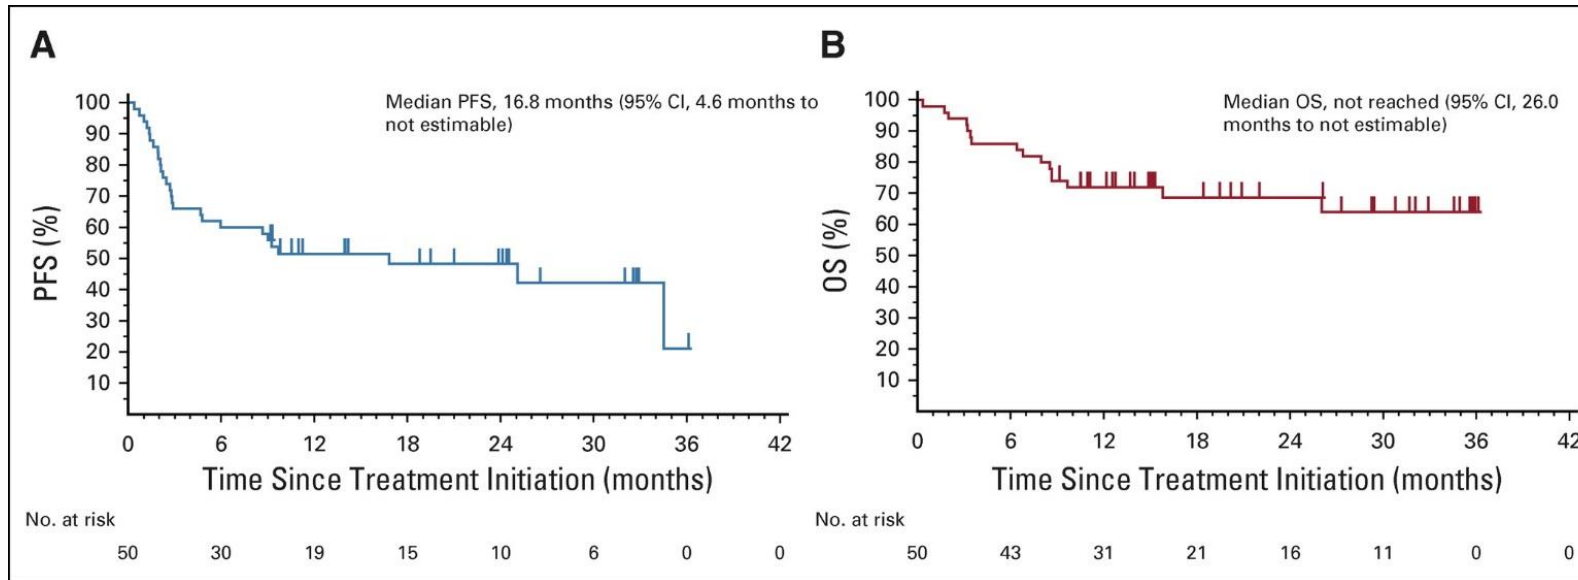 A
Median PFS, 16.8 months (95% CI, 4.6 months to
not estimable)
PFS (%)
100
90
80
70
60
50
40
30
20
10
0 6 12 18 24 30 36 42
Time Since Treatment Initiation (months)
No. at risk
50 30 19 15 10 6 0 0
B
Median OS, not reached (95% CI, 26.0
months to not estimable)
OS (%)
100
90
80
70
60
50
40
30
20
10
0 6 12 18 24 30 36 42
Time Since Treatment Initiation (months)
No. at risk
50 43 31 21 16 11 0 0